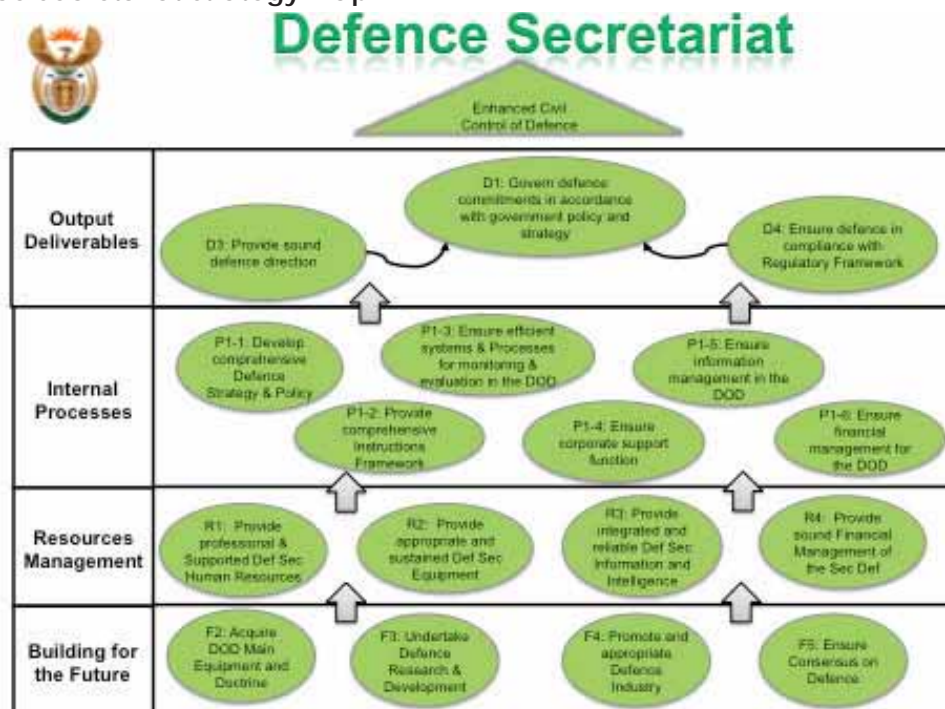 Defence Secretariat
Enhanced Civil
Control of Defence
Output
Deliverables
D1: Govern defence
commitments in accordance
with government policy and
strategy
D3: Provide sound
defence direction
D4: Ensure defence in
compliance with
Regulatory Framework
Internal
Processes
P1-1: Develop
comprehensive
Defence
Strategy & Policy
P1-3: Ensure efficient
systems & Processes
for monitoring &
evaluation in the DOD
P1-5: Ensure
information
management in the
DOD
P1-2: Provide
comprehensive
Instructions
Framework
P1-4: Ensure
corporate support
function
P1-6: Ensure
financial
management for
the DOD
Resources
Management
R1: Provide
professional &
Supported Def Sec
Human Resources
R2: Provide
appropriate and
sustained Def Sec
Equipment
R3: Provide
integrated and
reliable Def Sec
Information and
Intelligence
R4: Provide
sound Financial
Management of
the Sec Def
Building for
the Future
F2: Acquire
DOD Main
Equipment and
Doctrine
F3: Undertake
Defence
Research &
Development
F4: Promote and
appropriate
Defence
Industry
F5: Ensure
Consensus on
Defence